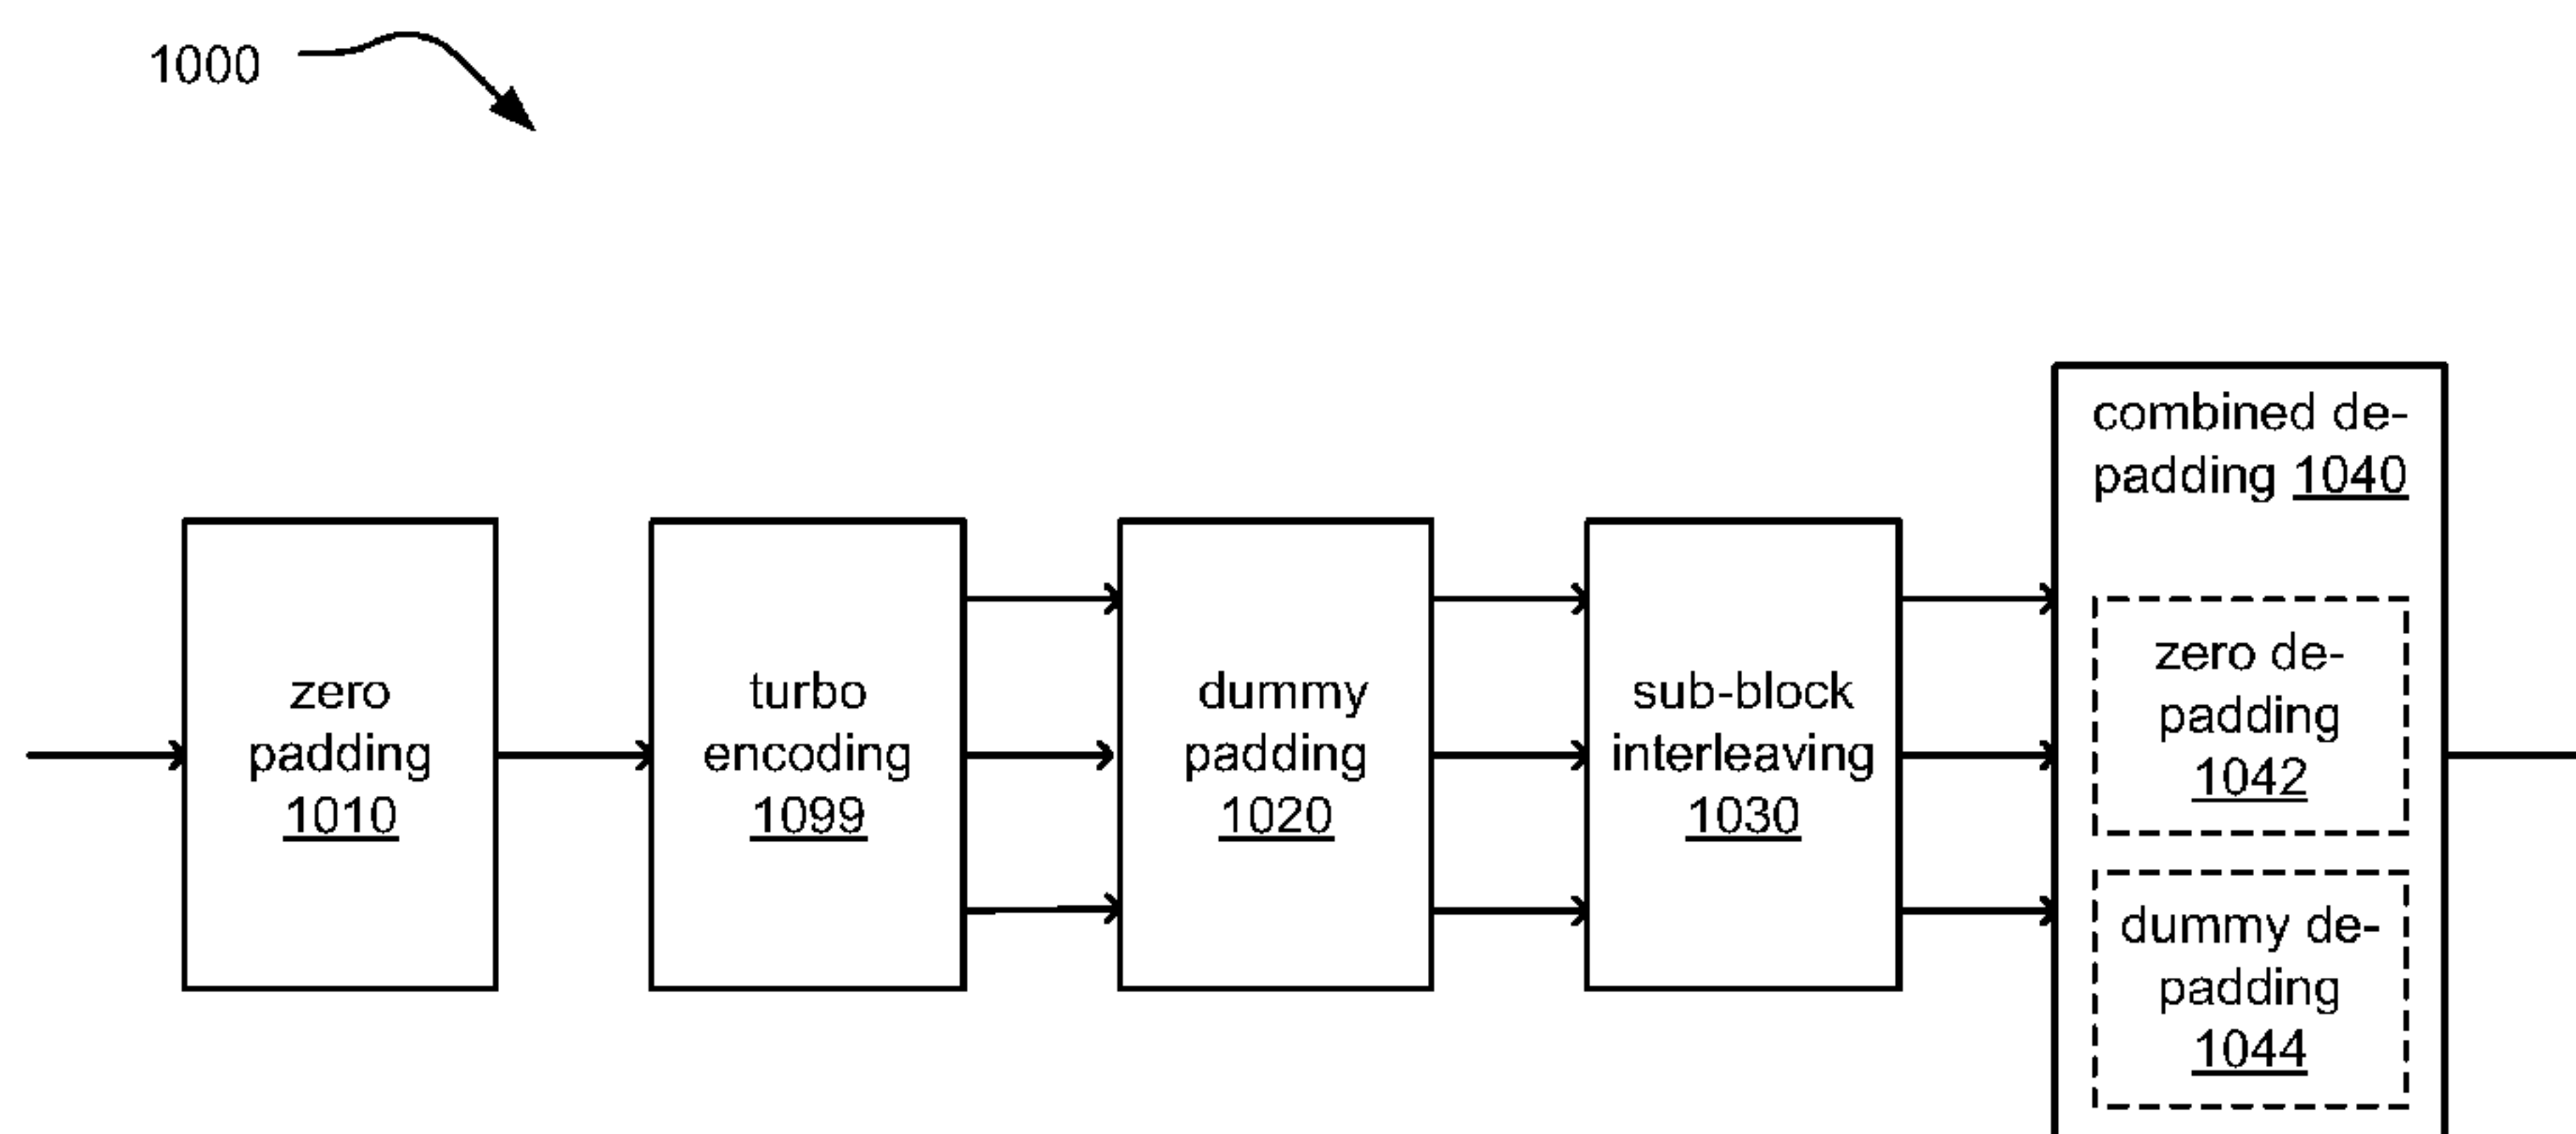 1000
zero
padding
1010
turbo
encoding
1099
dummy
padding
1020
sub-block
interleaving
1030
combined de-
padding 1040
zero de-
padding
1042
dummy de-
padding
1044